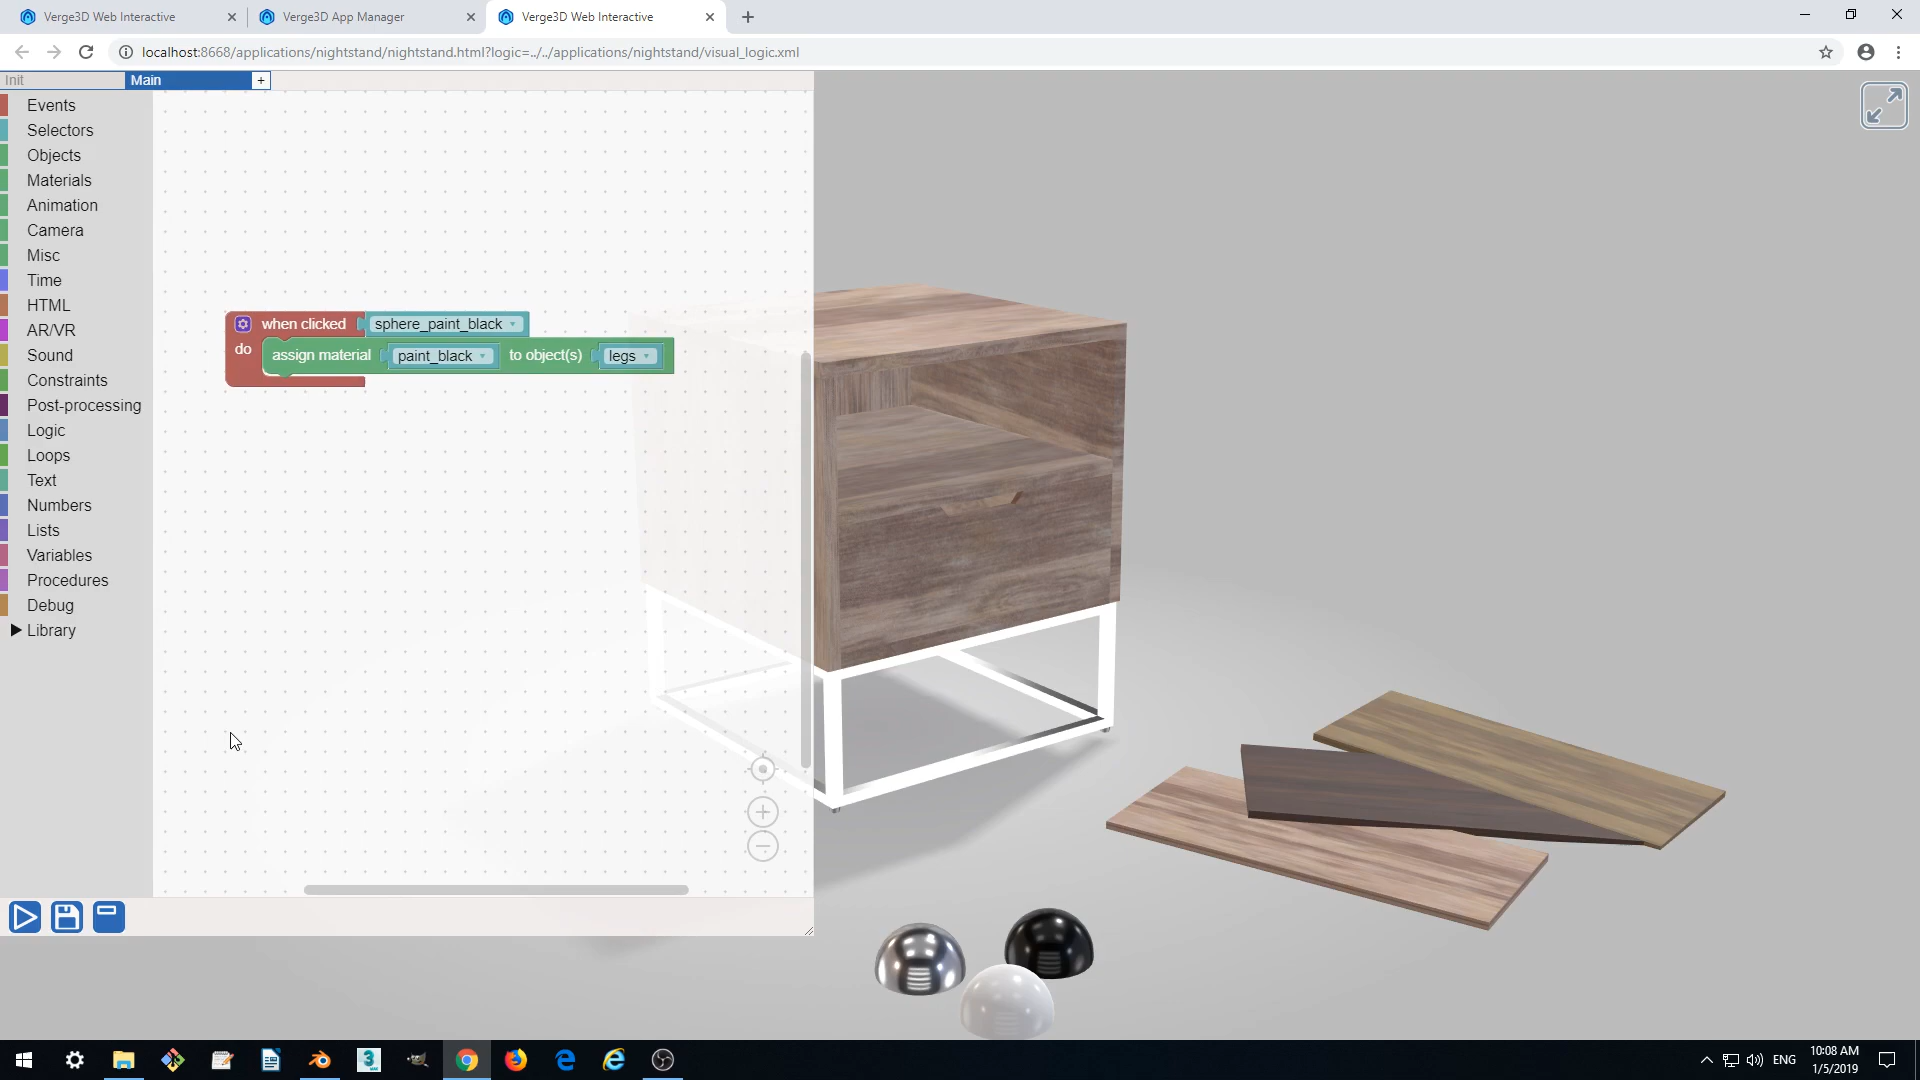 Verge3D Web Interactive
Verge3D App Manager
Verge3D Web Interactive
localhost:8668/applications/nightstand/nightstand.html?logic=../../applications/nightstand/visual_logic.xml
Init
Main
+
Events
Selectors
Objects
Materials
Animation
Camera
Misc
Time
HTML
AR/VR
Sound
Constraints
Post-processing
Logic
Loops
Text
Numbers
Lists
Variables
Procedures
Debug
Library
when clicked sphere_paint_black
do assign material paint_black to object(s) legs
ENG
10:08 AM
1/5/2019